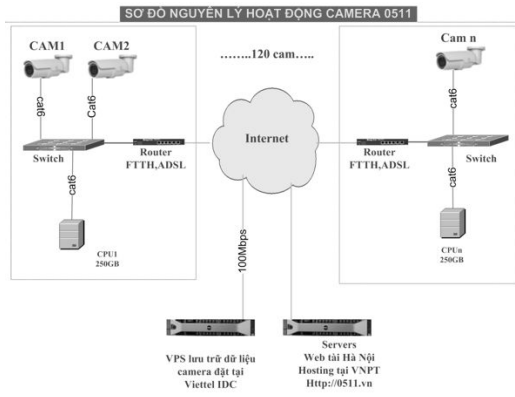 SƠ ĐỒ NGUYÊN LÝ HOẠT ĐỘNG CAMERA 0511
CAM1
CAM2
cat6
Cat6
Switch
Router
FTTH,ADSL
cat6
CPU1
250GB
........120 cam.....
Internet
Cam n
cat6
Router
FTTH,ADSL
Switch
cat6
CPUn
250GB
100Mbps
VPS lưu trữ dữ liệu
camera đặt tại
Viettel IDC
Servers
Web tài Hà Nội
Hosting tại VNPT
Http://0511.vn